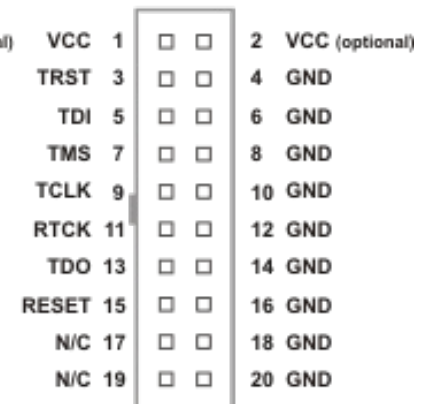 VCC 1 2 VCC (optional)
TRST 3 4 GND
TDI 5 6 GND
TMS 7 8 GND
TCLK 9 10 GND
RTCK 11 12 GND
TDO 13 14 GND
RESET 15 16 GND
N/C 17 18 GND
N/C 19 20 GND